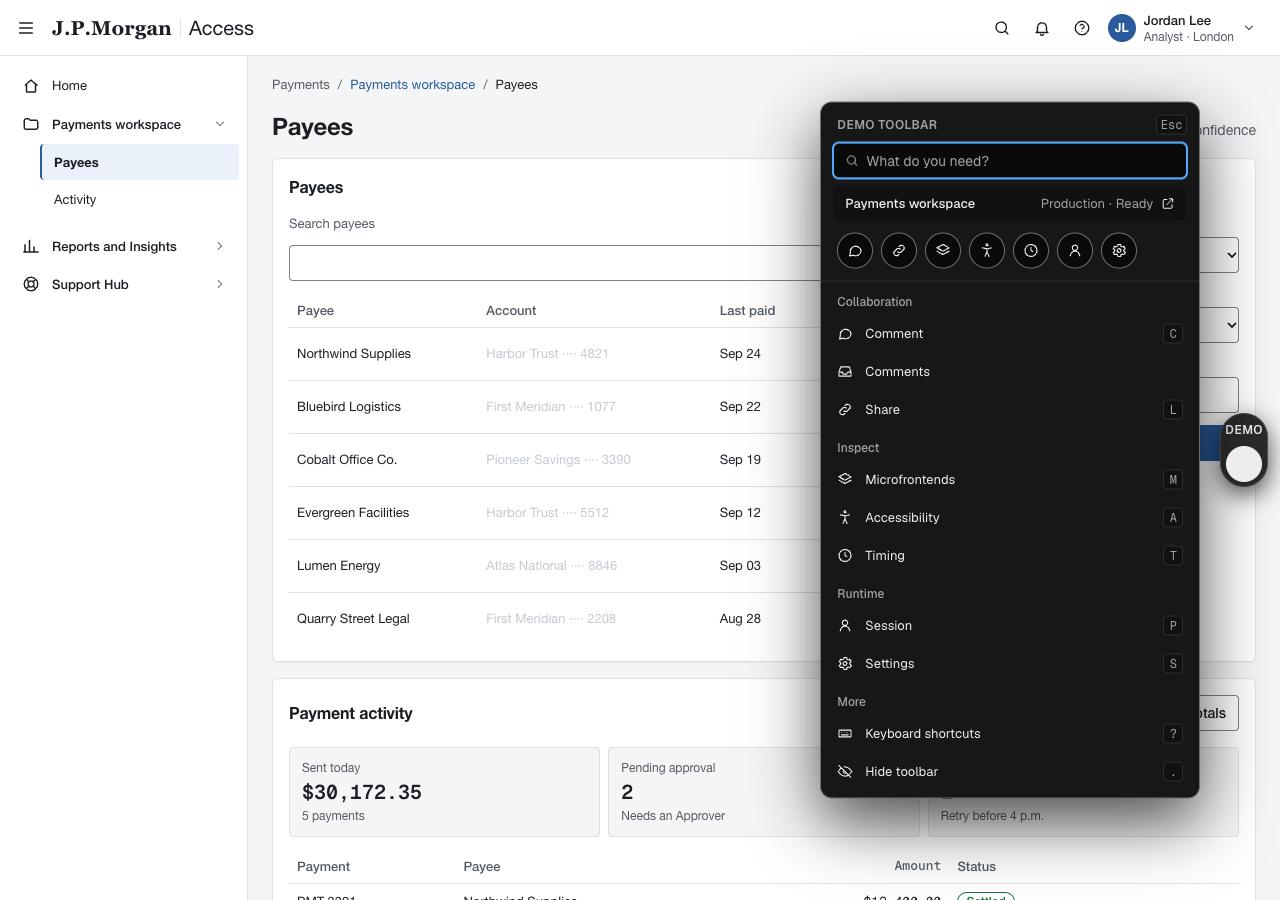 J.P.Morgan Access
JL
Jordan Lee
Analyst · London
Home
Payments workspace
Payees
Activity
Reports and Insights
Support Hub
Payments / Payments workspace / Payees
Payees
Payees
Search payees
Payee Account Last paid
Northwind Supplies Harbor Trust ···· 4821 Sep 24
Bluebird Logistics First Meridian ···· 1077 Sep 22
Cobalt Office Co. Pioneer Savings ···· 3390 Sep 19
Evergreen Facilities Harbor Trust ···· 5512 Sep 12
Lumen Energy Atlas National ···· 8846 Sep 03
Quarry Street Legal First Meridian ···· 2208 Aug 28
Payment activity
Sent today
$30,172.35
5 payments
Pending approval
2
Needs an Approver
Retry before 4 p.m.
Payment Payee Amount Status
DEMO TOOLBAR Esc
What do you need?
Payments workspace Production · Ready
Collaboration
Comment C
Comments
Share L
Inspect
Microfrontends M
Accessibility A
Timing T
Runtime
Session P
Settings S
More
Keyboard shortcuts ?
Hide toolbar .
DEMO